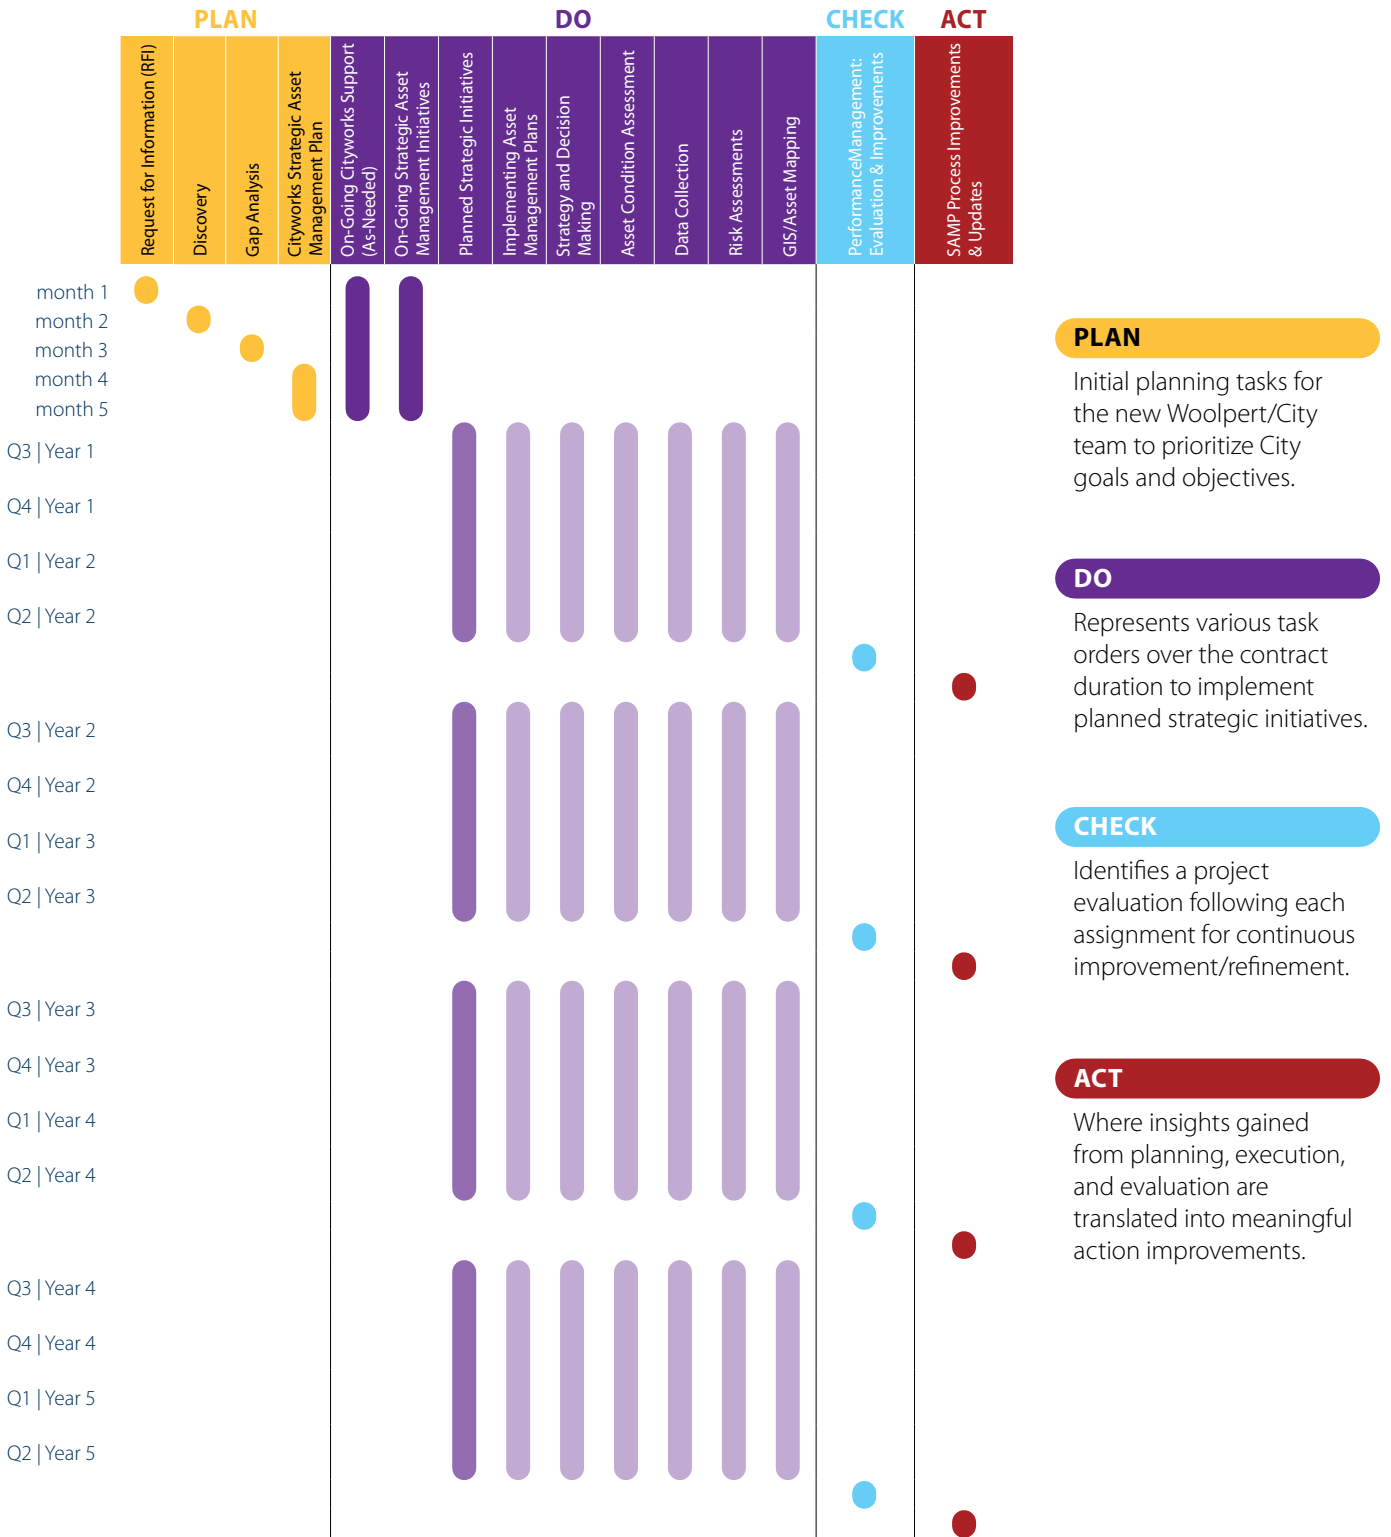 PLAN
DO
CHECK
ACT
Request for Information (RFI)
Discovery
Gap Analysis
Cityworks Strategic Asset
Management Plan
On-Going Cityworks Support
(As-Needed)
On-Going Strategic Asset
Management Initiatives
Planned Strategic Initiatives
Implementing Asset
Management Plans
Strategy and Decision
Making
Asset Condition Assessment
Data Collection
Risk Assessments
GIS/Asset Mapping
PerformanceManagement:
Evaluation & Improvements
SAMP Process Improvements
& Updates
month 1
month 2
month 3
month 4
month 5
Q3 | Year 1
Q4 | Year 1
Q1 | Year 2
Q2 | Year 2
Q3 | Year 2
Q4 | Year 2
Q1 | Year 3
Q2 | Year 3
Q3 | Year 3
Q4 | Year 3
Q1 | Year 4
Q2 | Year 4
Q3 | Year 4
Q4 | Year 4
Q1 | Year 5
Q2 | Year 5
PLAN
Initial planning tasks for
the new Woolpert/City
team to prioritize City
goals and objectives.
DO
Represents various task
orders over the contract
duration to implement
planned strategic initiatives.
CHECK
Identifies a project
evaluation following each
assignment for continuous
improvement/refinement.
ACT
Where insights gained
from planning, execution,
and evaluation are
translated into meaningful
action improvements.